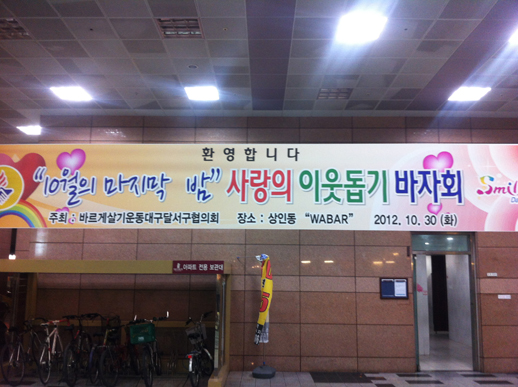 환영합니다
"10월의 마지막 밤" 사랑의 이웃돕기 바자회
주최 : 바르게살기운동대구달서구협의회 장소 : 상인동 "WABAR" 2012. 10. 30 (화)